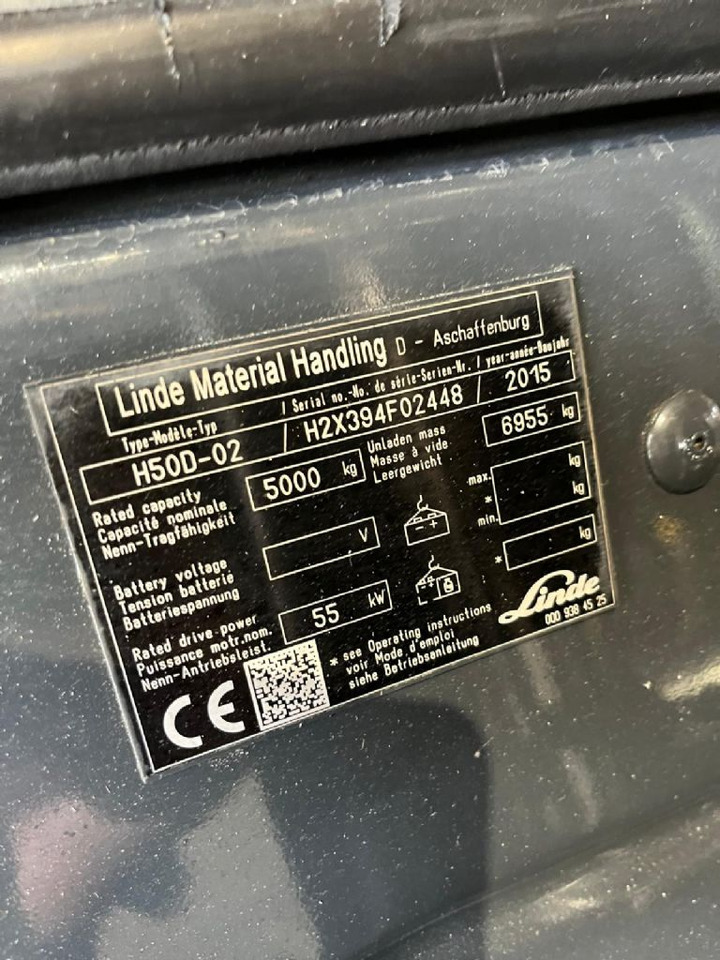 Linde Material Handling D - Aschaffenburg
Type-Modèle-Typ / Serial no.-No. de série-Serien-Nr. / year-année-Baujahr
H50D-02 / H2X394F02448 / 2015
Rated capacity
Capacité nominale
Nenn-Tragfähigkeit
5000 kg
Unladen mass
Masse à vide
Leergewicht
6955 kg
Battery voltage
Tension batterie
Batteriespannung
V
- +
max. kg
* kg
min.
Rated drive-power
Puissance motr.nom.
Nenn-Antriebsleist.
55 kW
+ -
* kg
CE
* see Operating instructions
voir Mode d'emploi
siehe Betriebsanleitung
Linde
000 938 45 25